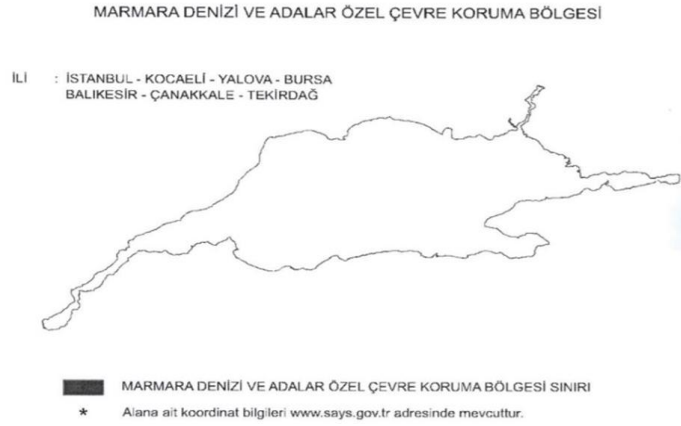 MARMARA DENİZİ VE ADALAR ÖZEL ÇEVRE KORUMA BÖLGESİ
İLİ : İSTANBUL - KOCAELİ - YALOVA - BURSA
BALIKESİR - ÇANAKKALE - TEKİRDAĞ
MARMARA DENİZİ VE ADALAR ÖZEL ÇEVRE KORUMA BÖLGESİ SINIRI
* Alana ait koordinat bilgileri www.says.gov.tr adresinde mevcuttur.